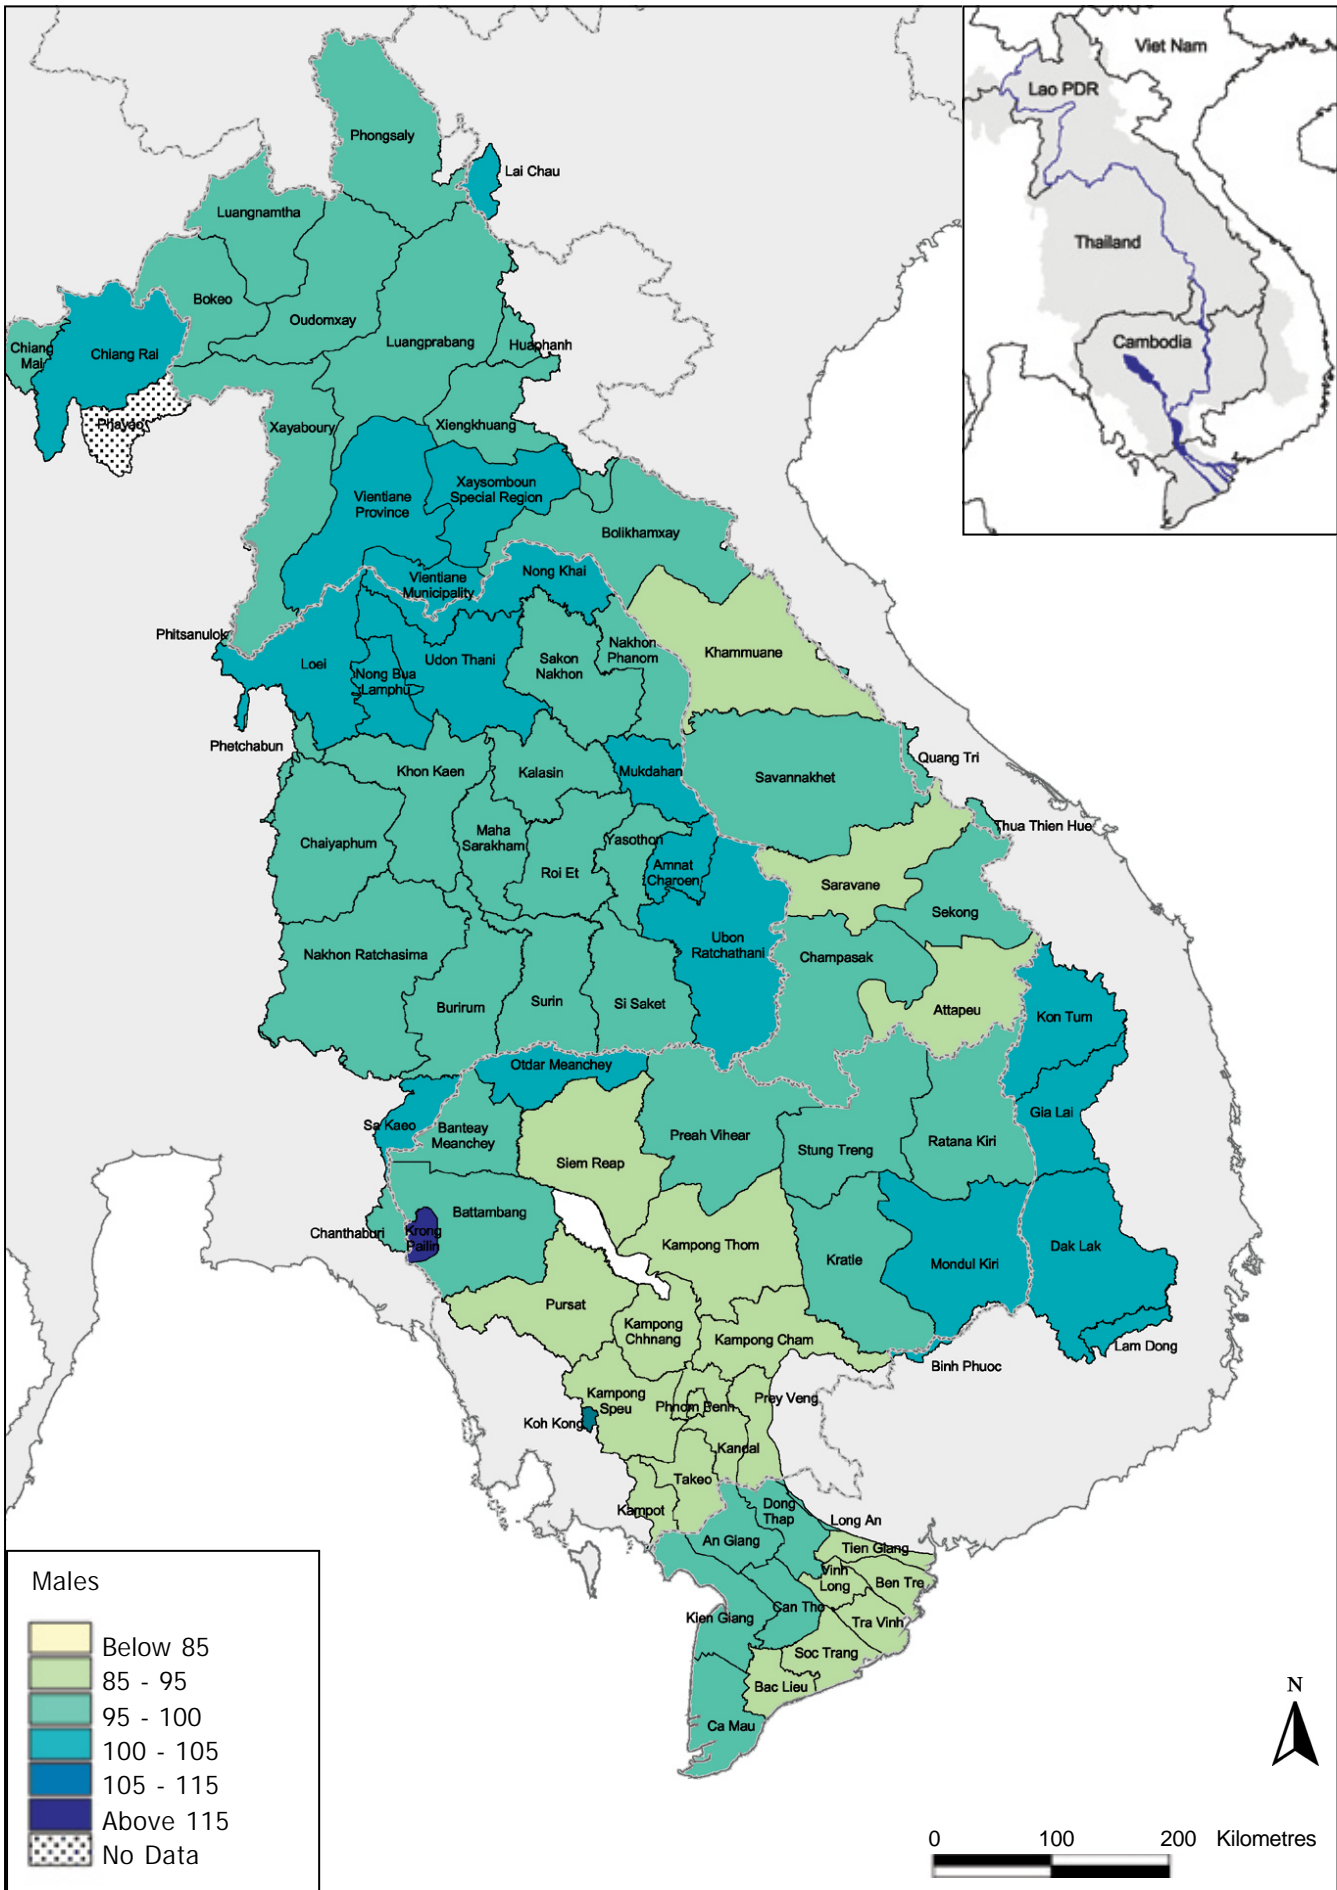 Viet Nam
Lao PDR
Thailand
Cambodia
Phongsaly
Lai Chau
Luangnamtha
Bokeo
Oudomxay
Luangprabang
Huaphanh
Chiang
Mai
Chiang Rai
Phayao
Xayaboury
Xiengkhuang
Vientiane
Province
Xaysomboun
Special Region
Bolikhamxay
Vientiane
Municipality
Nong Khai
Phitsanulok
Loei
Nong Bua
Lamphu
Udon Thani
Sakon
Nakhon
Nakhon
Phanom
Khammuane
Phetchabun
Khon Kaen
Kalasin
Mukdahan
Savannakhet
Quang Tri
Thua Thien Hue
Chaiyaphum
Maha
Sarakham
Roi Et
Yasothon
Amnat
Charoen
Saravane
Sekong
Nakhon Ratchasima
Burirum
Surin
Si Saket
Ubon
Ratchathani
Champasak
Attapeu
Kon Tum
Otdar Meanchey
Sa Kaeo
Banteay
Meanchey
Siem Reap
Preah Vihear
Stung Treng
Ratana Kiri
Gia Lai
Chanthaburi
Krong
Pailin
Battambang
Kampong Thom
Kratie
Mondul Kiri
Dak Lak
Pursat
Kampong
Chhnang
Kampong Cham
Binh Phuoc
Lam Dong
Kampong
Speu
Phnom Penh
Prey Veng
Koh Kong
Kandal
Takeo
Kampot
Dong
Thap
Long An
An Giang
Tien Giang
Vinh
Long
Ben Tre
Kien Giang
Can Tho
Tra Vinh
Soc Trang
Bac Lieu
Ca Mau
Males
Below 85
85 - 95
95 - 100
100 - 105
105 - 115
Above 115
No Data
N
0 100 200 Kilometres